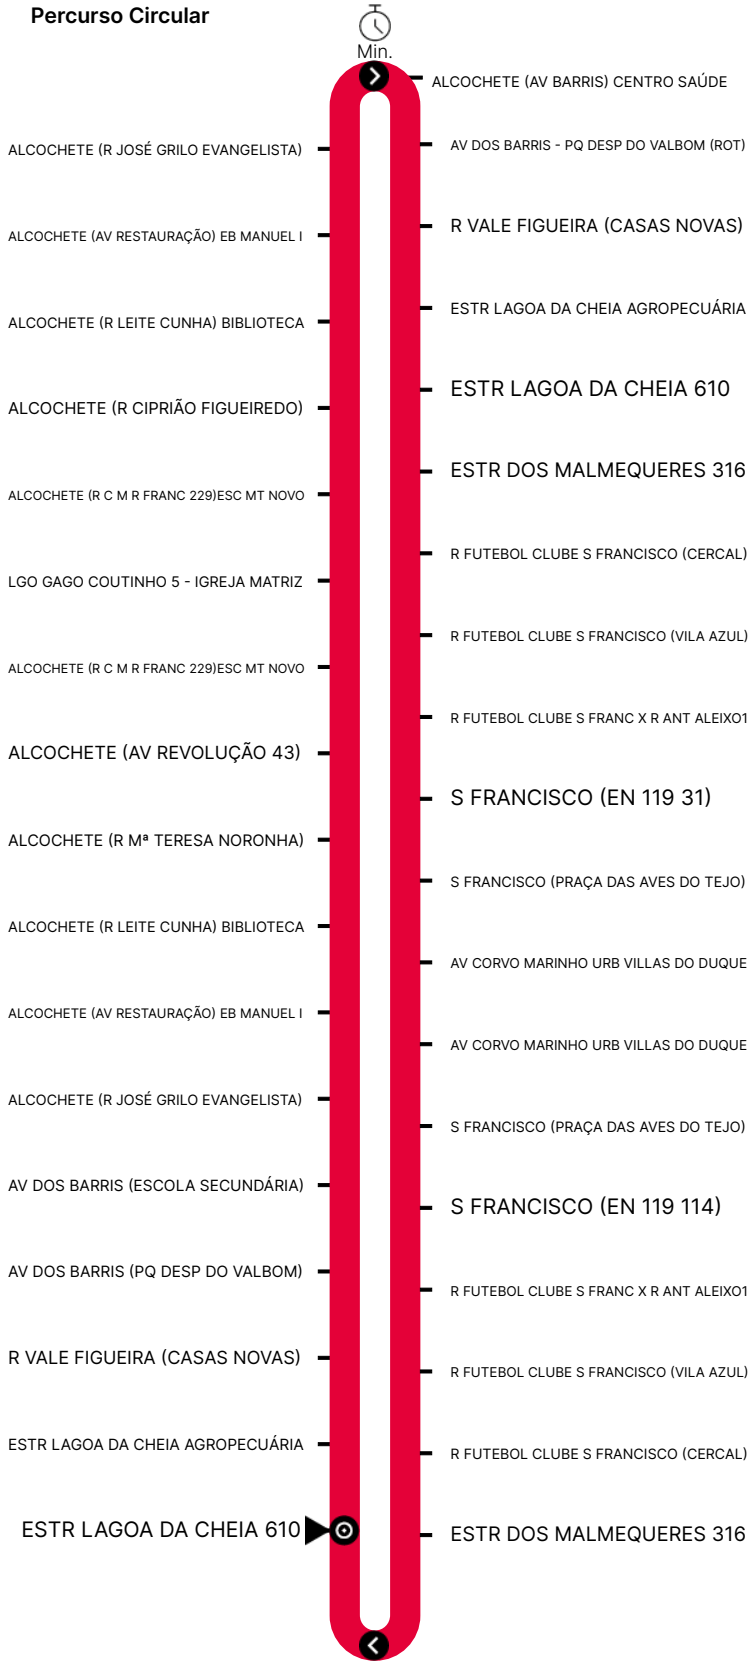 Percurso Circular
Min.
ALCOCHETE (AV BARRIS) CENTRO SAÚDE
AV DOS BARRIS - PQ DESP DO VALBOM (ROT)
R VALE FIGUEIRA (CASAS NOVAS)
ESTR LAGOA DA CHEIA AGROPECUÁRIA
ESTR LAGOA DA CHEIA 610
ESTR DOS MALMEQUERES 316
R FUTEBOL CLUBE S FRANCISCO (CERCAL)
R FUTEBOL CLUBE S FRANCISCO (VILA AZUL)
R FUTEBOL CLUBE S FRANC X R ANT ALEIXO1
S FRANCISCO (EN 119 31)
S FRANCISCO (PRAÇA DAS AVES DO TEJO)
AV CORVO MARINHO URB VILLAS DO DUQUE
AV CORVO MARINHO URB VILLAS DO DUQUE
S FRANCISCO (PRAÇA DAS AVES DO TEJO)
S FRANCISCO (EN 119 114)
R FUTEBOL CLUBE S FRANC X R ANT ALEIXO1
R FUTEBOL CLUBE S FRANCISCO (VILA AZUL)
R FUTEBOL CLUBE S FRANCISCO (CERCAL)
ESTR DOS MALMEQUERES 316
ALCOCHETE (R JOSÉ GRILO EVANGELISTA)
ALCOCHETE (AV RESTAURAÇÃO) EB MANUEL I
ALCOCHETE (R LEITE CUNHA) BIBLIOTECA
ALCOCHETE (R CIPRIÃO FIGUEIREDO)
ALCOCHETE (R C M R FRANC 229)ESC MT NOVO
LGO GAGO COUTINHO 5 - IGREJA MATRIZ
ALCOCHETE (R C M R FRANC 229)ESC MT NOVO
ALCOCHETE (AV REVOLUÇÃO 43)
ALCOCHETE (R Mª TERESA NORONHA)
ALCOCHETE (R LEITE CUNHA) BIBLIOTECA
ALCOCHETE (AV RESTAURAÇÃO) EB MANUEL I
ALCOCHETE (R JOSÉ GRILO EVANGELISTA)
AV DOS BARRIS (ESCOLA SECUNDÁRIA)
AV DOS BARRIS (PQ DESP DO VALBOM)
R VALE FIGUEIRA (CASAS NOVAS)
ESTR LAGOA DA CHEIA AGROPECUÁRIA
ESTR LAGOA DA CHEIA 610